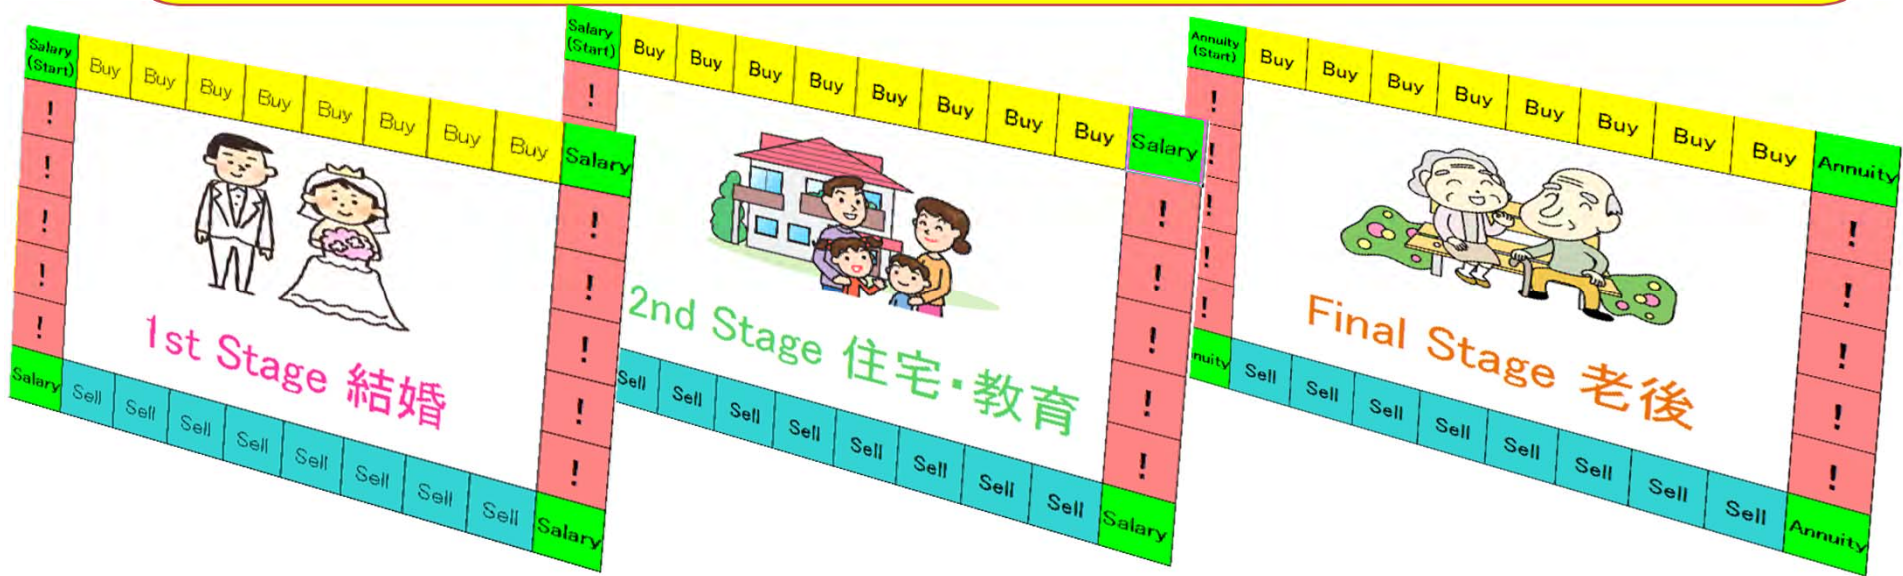 Salary
(Start)
Buy Buy Buy Buy Buy Buy Buy Buy
Salary
!
!
!
!
!
1st Stage 結婚
!
!
!
!
!
Salary
Sell Sell Sell Sell Sell Sell Sell Sell
Salary
Salary
(Start)
Buy Buy Buy Buy Buy Buy Buy Buy
Salary
!
2nd Stage 住宅・教育
!
!
!
!
!
Sell Sell Sell Sell Sell Sell Sell Sell
Salary
Annuity
(Start)
Buy Buy Buy Buy Buy Buy Buy Buy
Annuity
!
!
!
!
!
Final Stage 老後
!
!
!
!
!
nuity
Sell Sell Sell Sell Sell Sell Sell Sell
Annuity